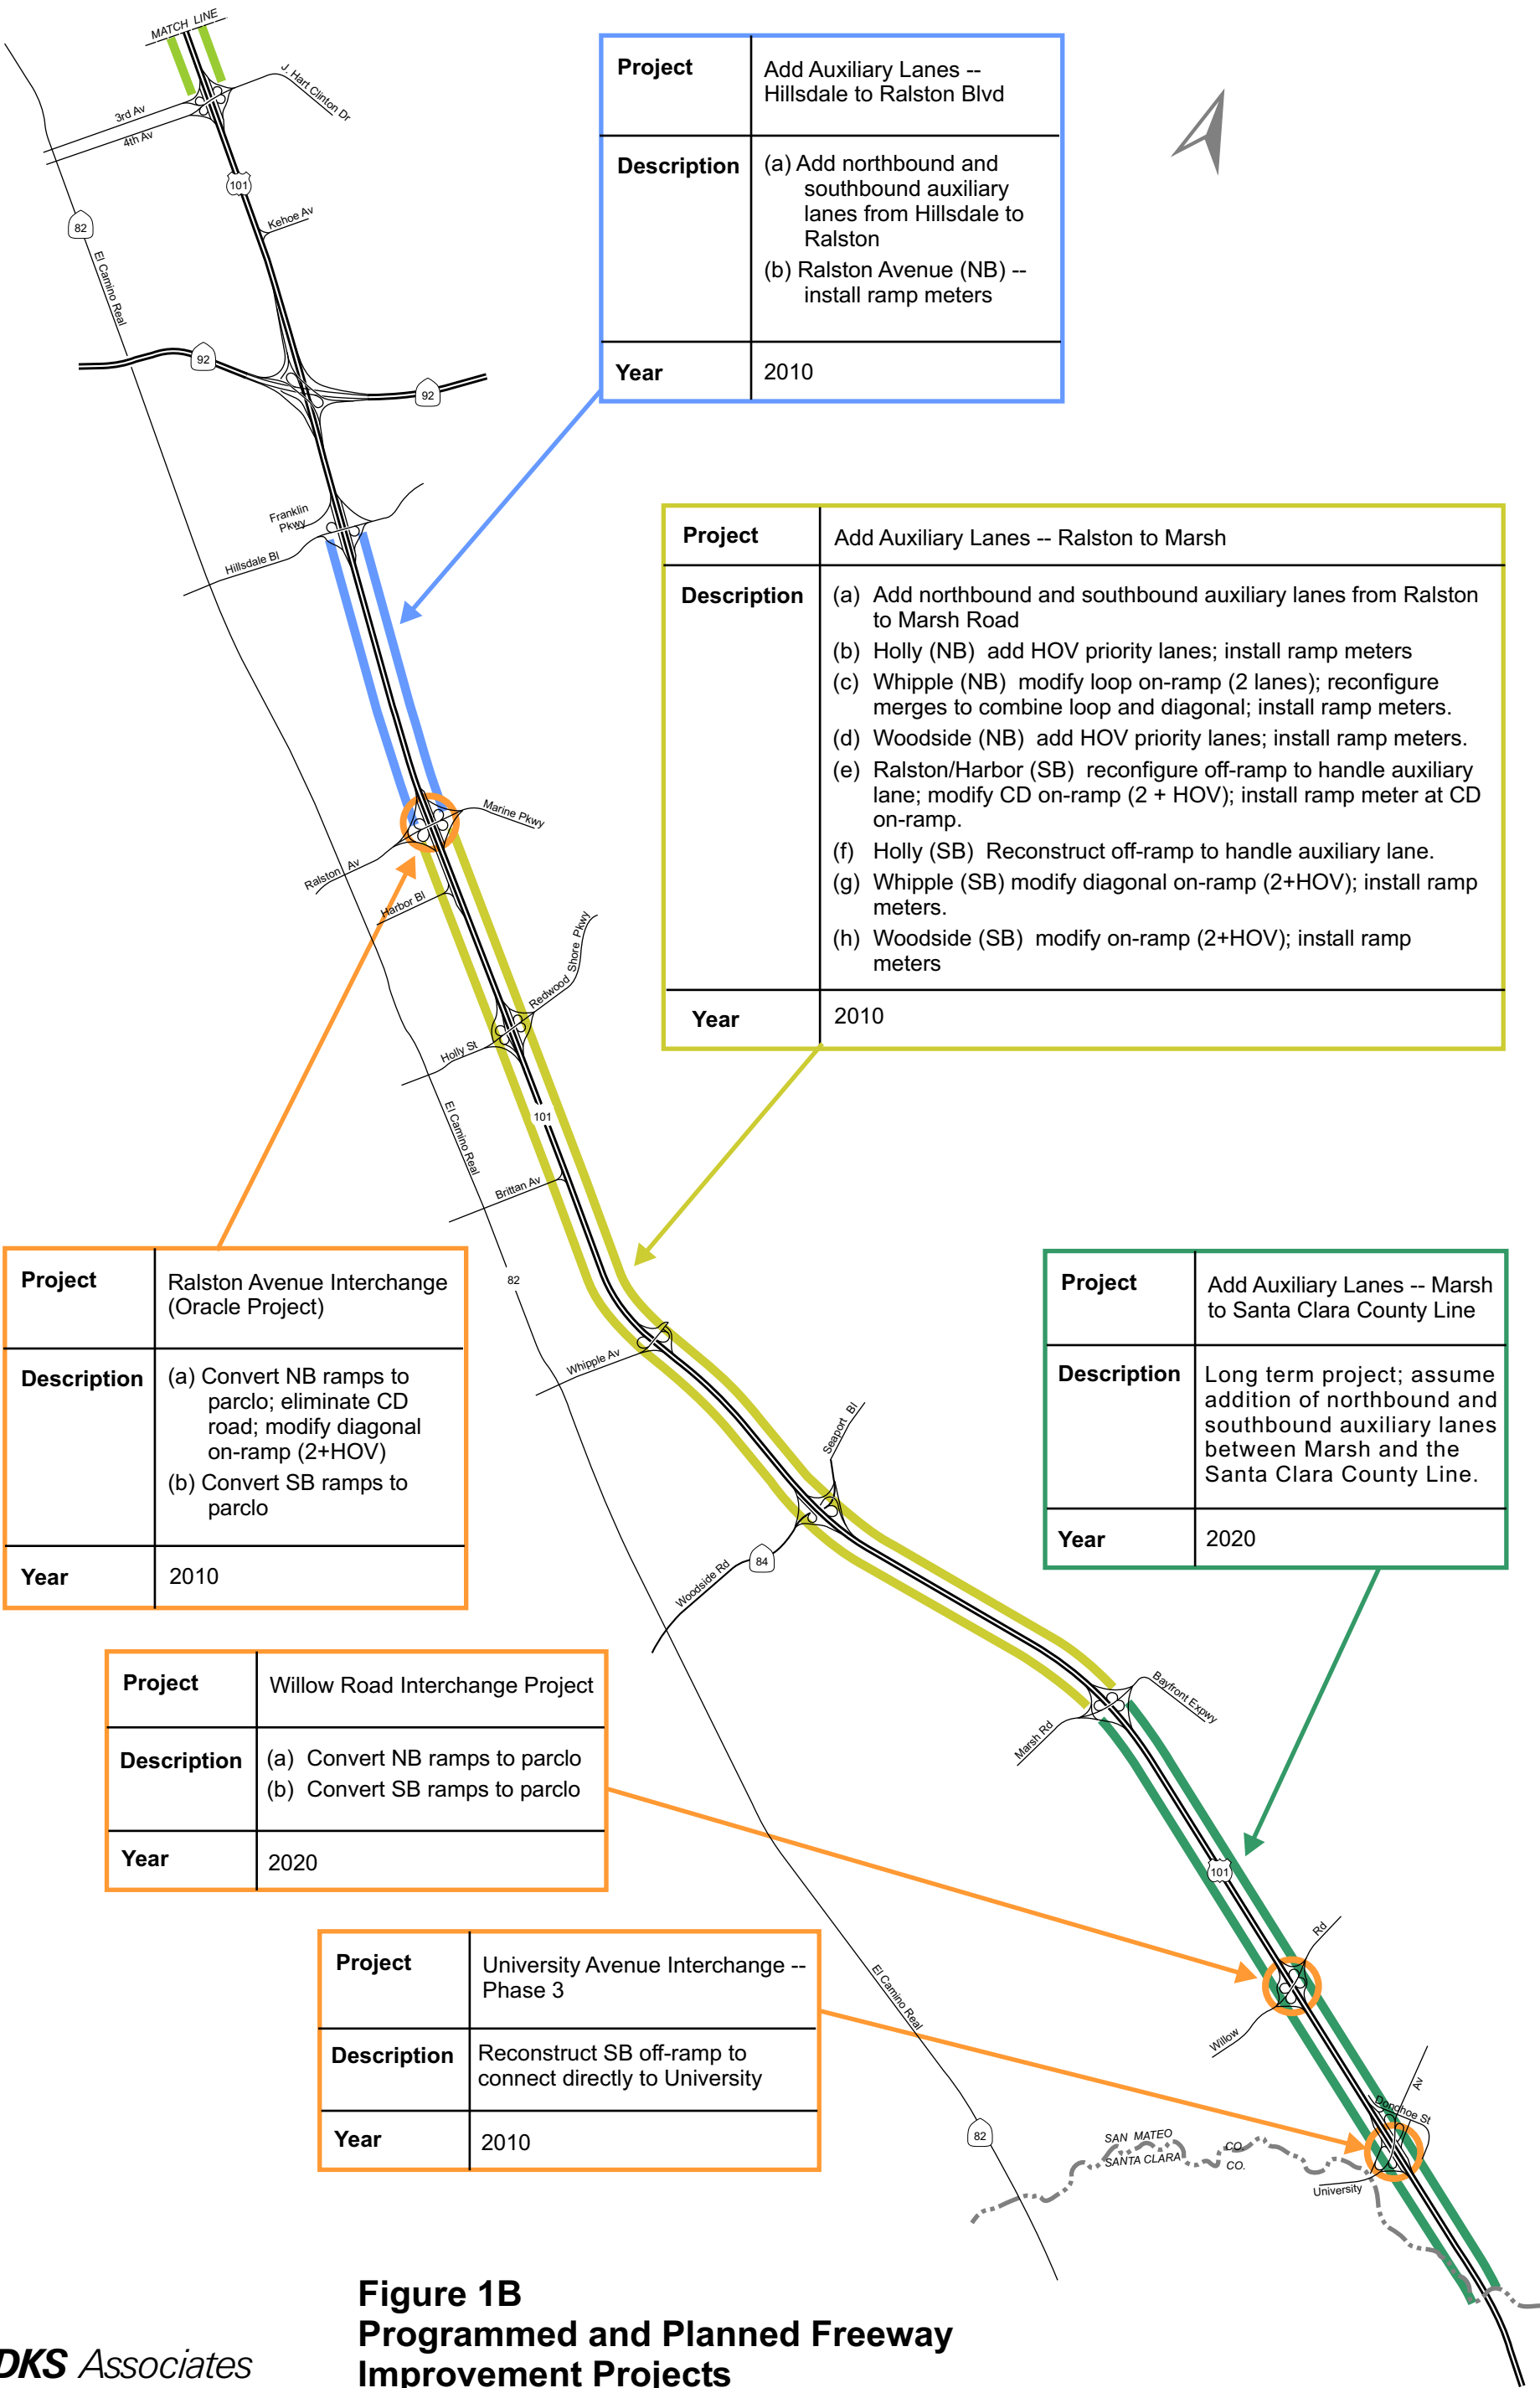 MATCH LINE
J. Hart Clinton Dr
3rd Av
4th Av
101
Kehoe Av
82
El Camino Real
92
92
Franklin
Pkwy
Hillsdale Bl
Project
Add Auxiliary Lanes --
Hillsdale to Ralston Blvd
Description
(a) Add northbound and
southbound auxiliary
lanes from Hillsdale to
Ralston
(b) Ralston Avenue (NB) --
install ramp meters
Year
2010
Project
Add Auxiliary Lanes -- Ralston to Marsh
Description
(a) Add northbound and southbound auxiliary lanes from Ralston
to Marsh Road
(b) Holly (NB) add HOV priority lanes; install ramp meters
(c) Whipple (NB) modify loop on-ramp (2 lanes); reconfigure
merges to combine loop and diagonal; install ramp meters.
(d) Woodside (NB) add HOV priority lanes; install ramp meters.
(e) Ralston/Harbor (SB) reconfigure off-ramp to handle auxiliary
lane; modify CD on-ramp (2 + HOV); install ramp meter at CD
on-ramp.
(f) Holly (SB) Reconstruct off-ramp to handle auxiliary lane.
(g) Whipple (SB) modify diagonal on-ramp (2+HOV); install ramp
meters.
(h) Woodside (SB) modify on-ramp (2+HOV); install ramp
meters
Year
2010
Marine Pkwy
Ralston Av
Harbor Bl
Redwood Shore Pkwy
Holly St
El Camino Real
101
Brittan Av
82
Whipple Av
Seaport Bl
Woodside Rd
84
Project
Ralston Avenue Interchange
(Oracle Project)
Description
(a) Convert NB ramps to
parclo; eliminate CD
road; modify diagonal
on-ramp (2+HOV)
(b) Convert SB ramps to
parclo
Year
2010
Project
Add Auxiliary Lanes -- Marsh
to Santa Clara County Line
Description
Long term project; assume
addition of northbound and
southbound auxiliary lanes
between Marsh and the
Santa Clara County Line.
Year
2020
Bayfront Expwy
Marsh Rd
101
Project
Willow Road Interchange Project
Description
(a) Convert NB ramps to parclo
(b) Convert SB ramps to parclo
Year
2020
Rd
Willow
Project
University Avenue Interchange --
Phase 3
Description
Reconstruct SB off-ramp to
connect directly to University
Year
2010
El Camino Real
82
Av
Donohoe St
University
SAN MATEO CO.
SANTA CLARA CO.
Figure 1B
Programmed and Planned Freeway
Improvement Projects
DKS Associates